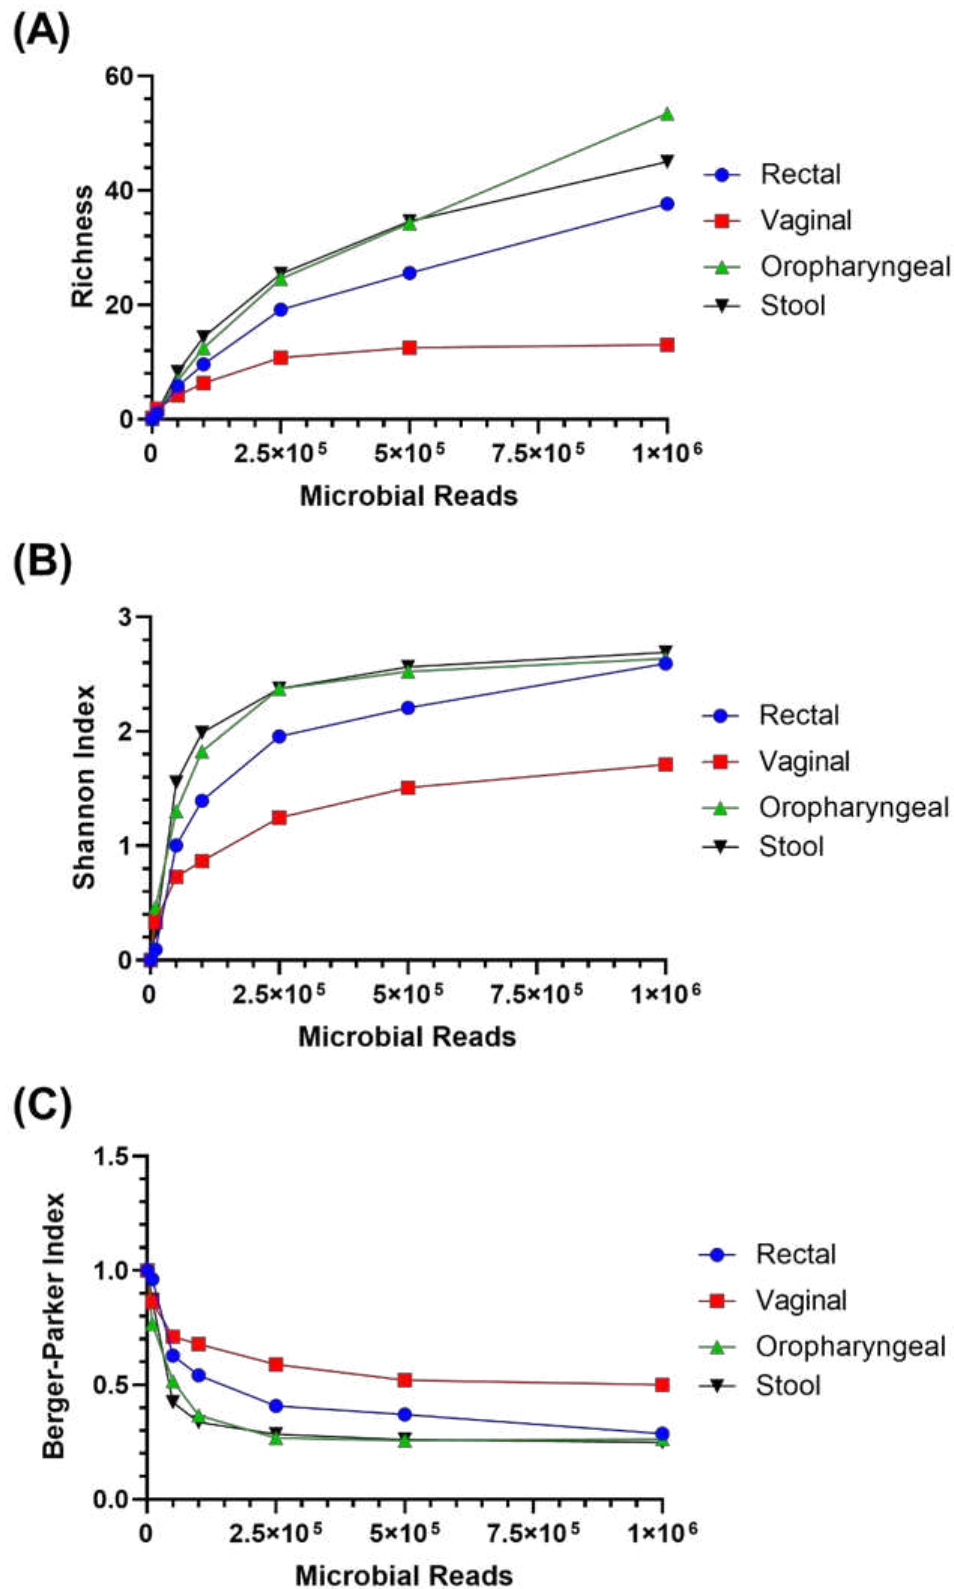 (A)
60
40
20
0
Richness
0 2.5×10⁵ 5×10⁵ 7.5×10⁵ 1×10⁶
Microbial Reads
Rectal
Vaginal
Oropharyngeal
Stool
(B)
3
2
1
0
Shannon Index
0 2.5×10⁵ 5×10⁵ 7.5×10⁵ 1×10⁶
Microbial Reads
Rectal
Vaginal
Oropharyngeal
Stool
(C)
1.5
1.0
0.5
0.0
Berger-Parker Index
0 2.5×10⁵ 5×10⁵ 7.5×10⁵ 1×10⁶
Microbial Reads
Rectal
Vaginal
Oropharyngeal
Stool